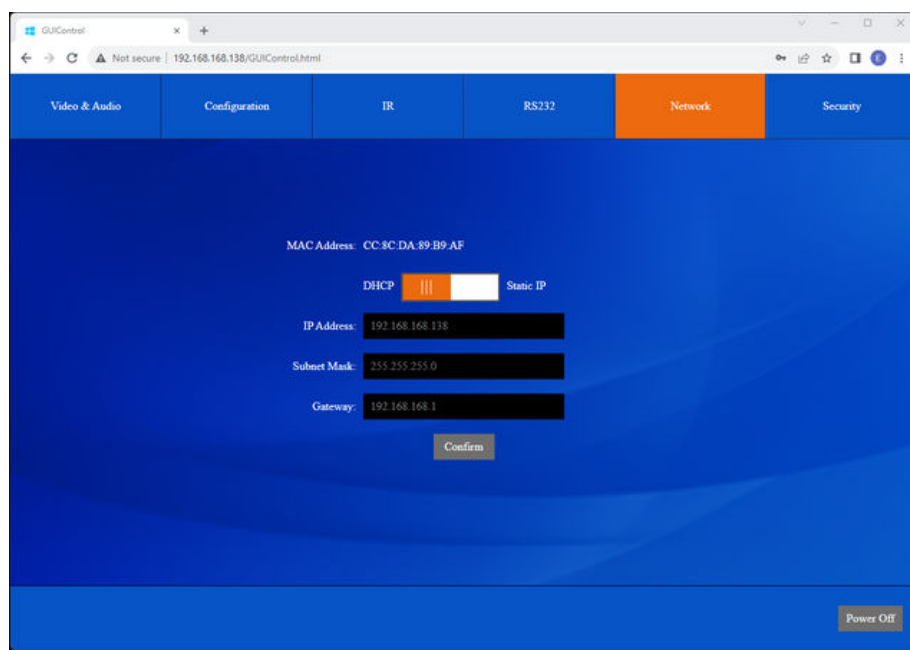 GUIControl
Not secure | 192.168.168.138/GUIControl.html
E
Video & Audio Configuration IR RS232 Network Security
MAC Address: CC:8C:DA:89:B9:AF
DHCP Static IP
IP Address: 192.168.168.138
Subnet Mask: 255.255.255.0
Gateway: 192.168.168.1
Confirm
Power Off